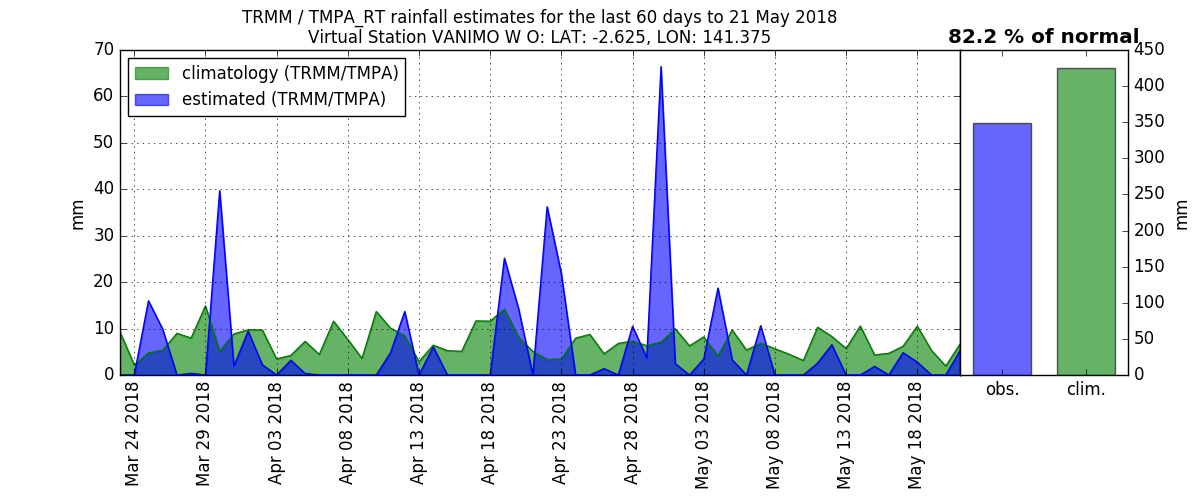 TRMM / TMPA_RT rainfall estimates for the last 60 days to 21 May 2018
Virtual Station VANIMO W O: LAT: -2.625, LON: 141.375
82.2 % of normal
climatology (TRMM/TMPA)
estimated (TRMM/TMPA)
70
60
50
40
30
20
10
0
mm
Mar 24 2018
Mar 29 2018
Apr 03 2018
Apr 08 2018
Apr 13 2018
Apr 18 2018
Apr 23 2018
Apr 28 2018
May 03 2018
May 08 2018
May 13 2018
May 18 2018
450
400
350
300
250
200
150
100
50
0
mm
obs.
clim.